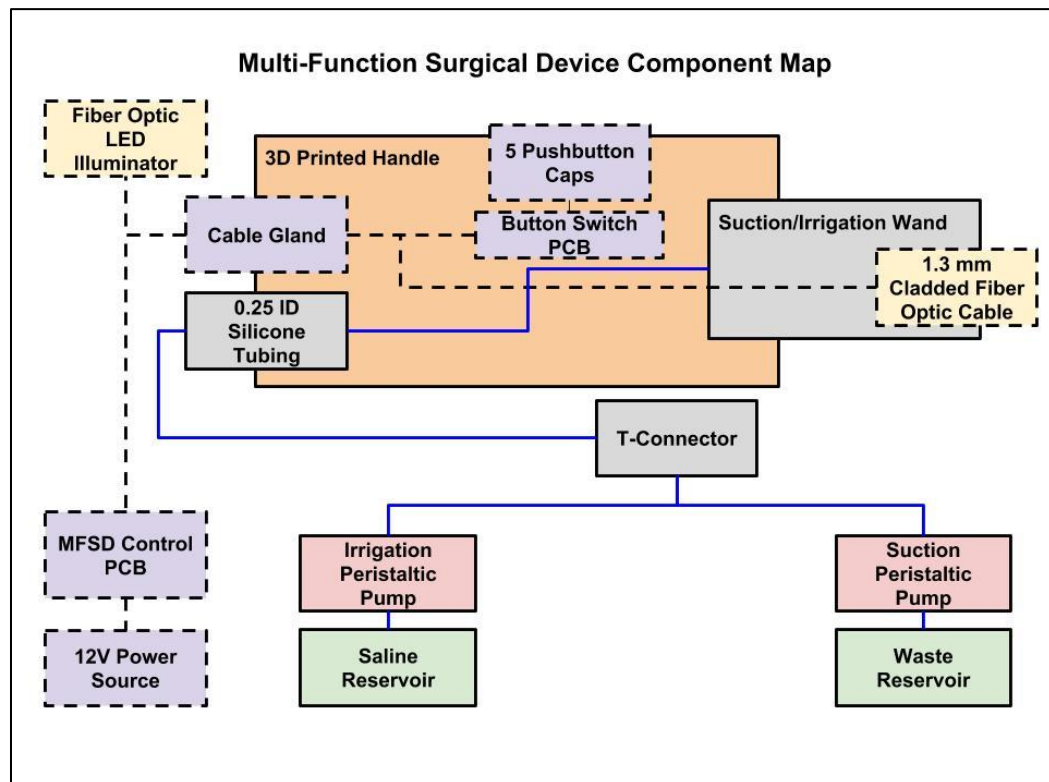 Multi-Function Surgical Device Component Map
Fiber Optic
LED
Illuminator
3D Printed Handle
5 Pushbutton
Caps
Cable Gland
Button Switch
PCB
Suction/Irrigation Wand
1.3 mm
Cladded Fiber
Optic Cable
0.25 ID
Silicone
Tubing
T-Connector
MFSD Control
PCB
Irrigation
Peristaltic
Pump
Suction
Peristaltic
Pump
12V Power
Source
Saline
Reservoir
Waste
Reservoir